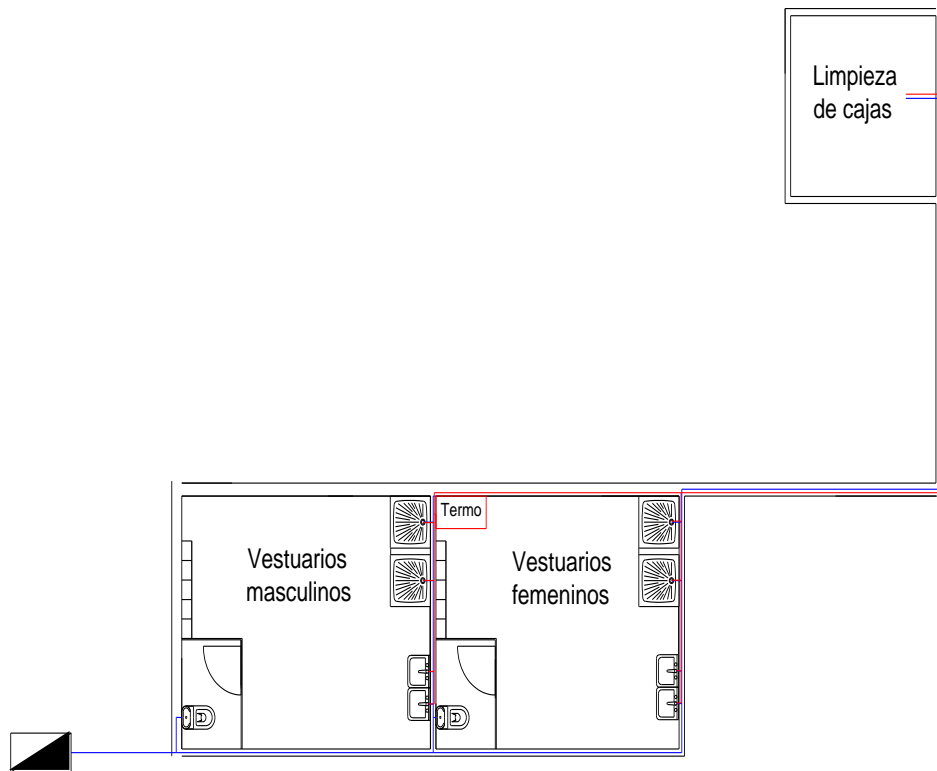 Limpieza
de cajas
Termo
Vestuarios
masculinos
Vestuarios
femeninos